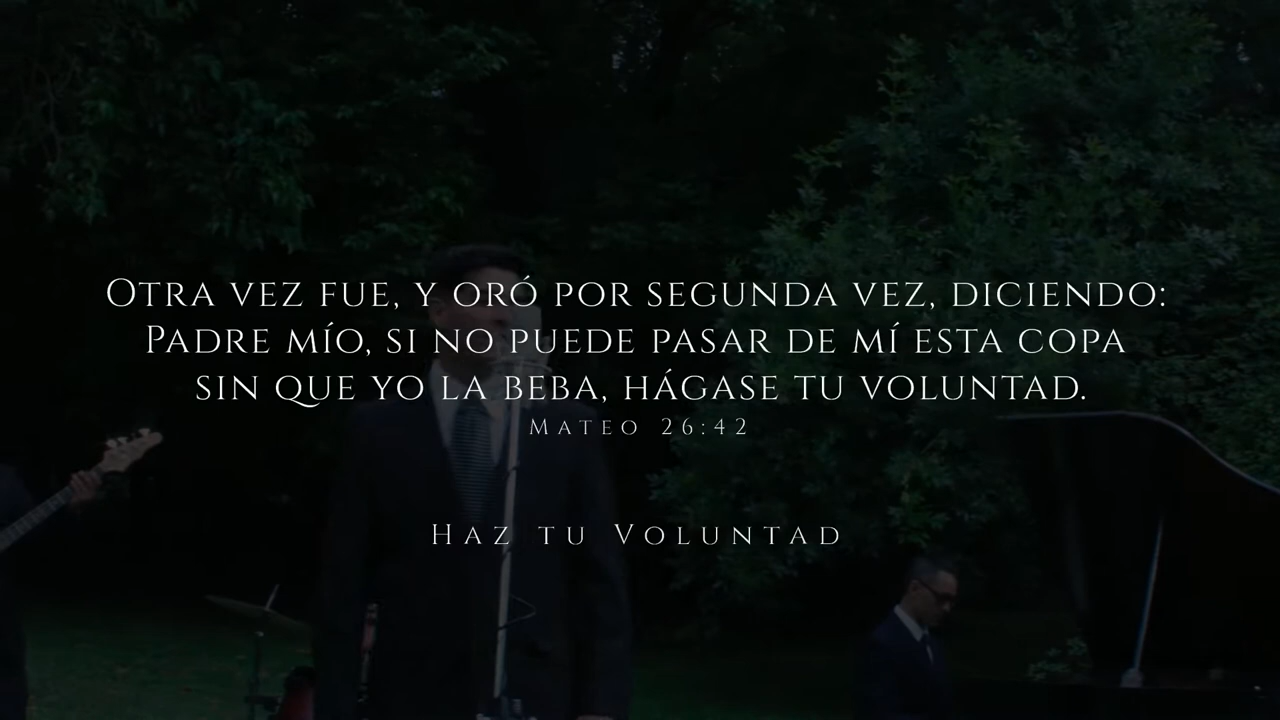 Otra vez fue, y oró por segunda vez, diciendo:
Padre mío, si no puede pasar de mí esta copa
sin que yo la beba, hágase tu voluntad.
Mateo 26:42
Haz tu Voluntad